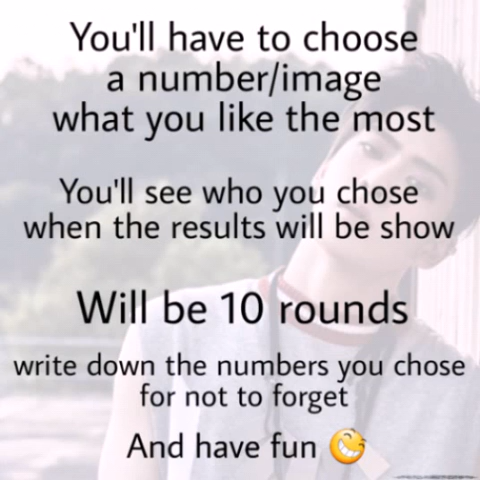 You'll have to choose
a number/image
what you like the most
You'll see who you chose
when the results will be show
Will be 10 rounds
write down the numbers you chose
for not to forget
And have fun 😆